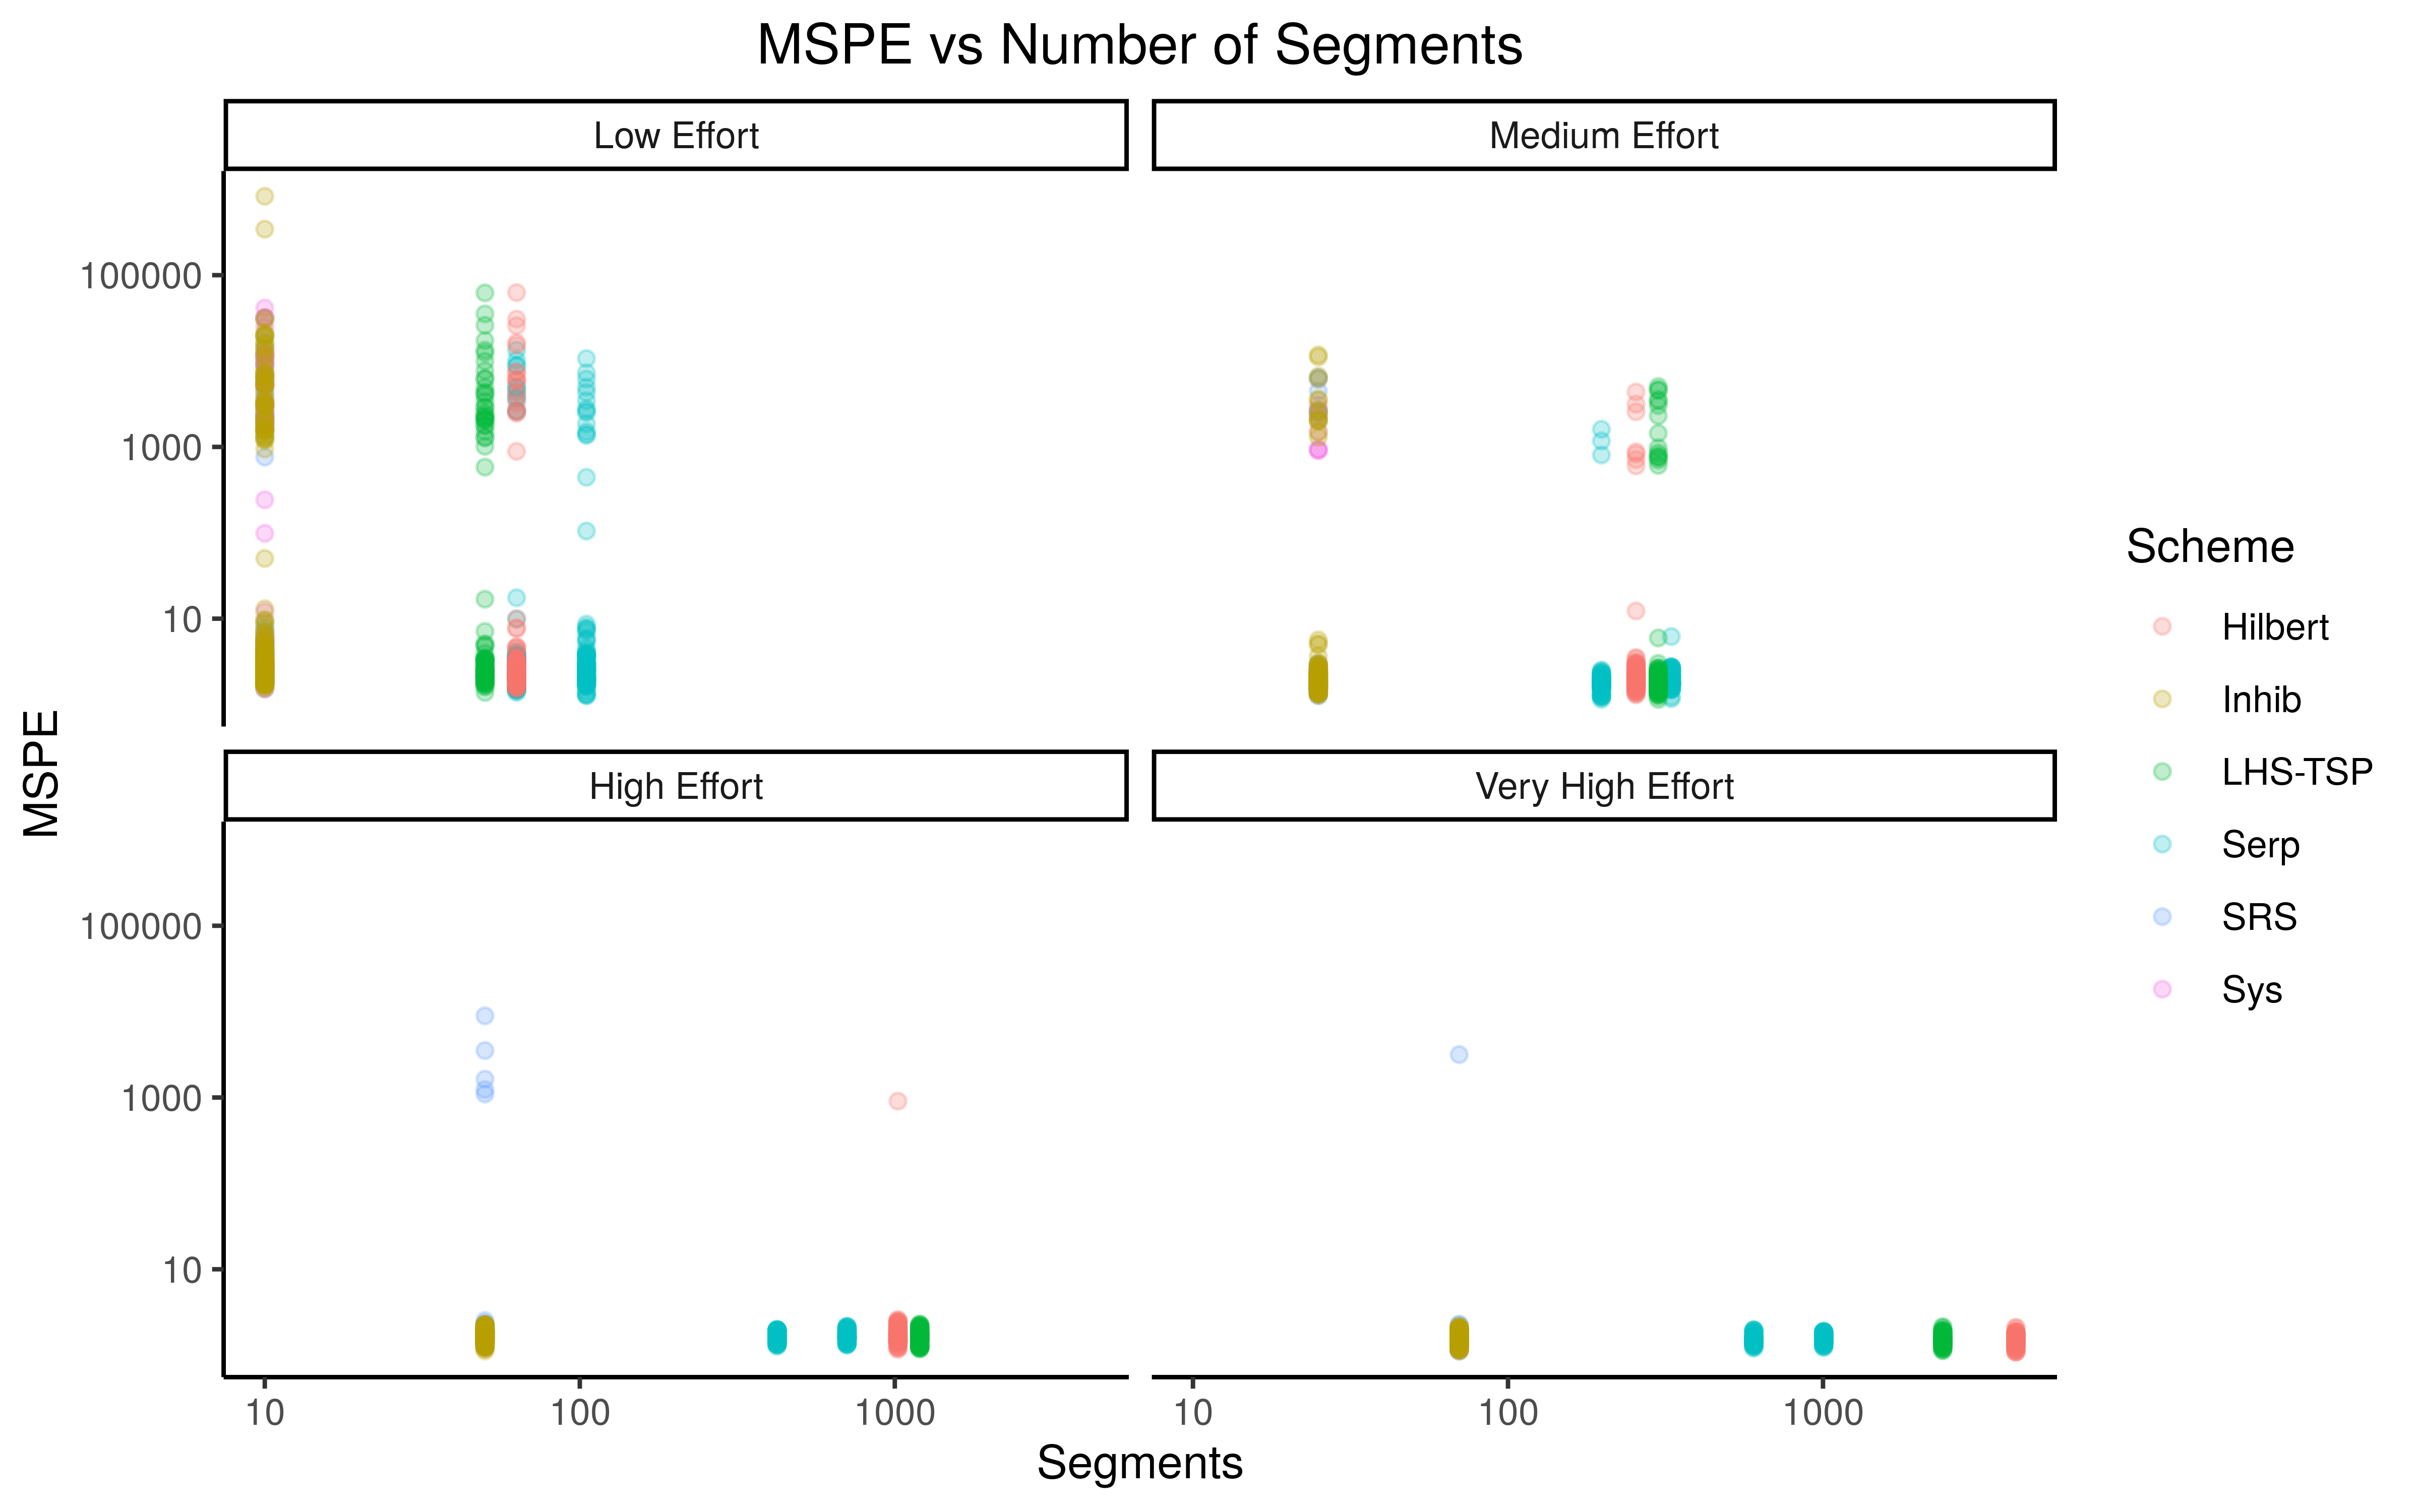 MSPE vs Number of Segments
Low Effort
Medium Effort
100000
1000
10
MSPE
High Effort
Very High Effort
100000
1000
10
10
100
1000
10
100
1000
Segments
Scheme
Hilbert
Inhib
LHS-TSP
Serp
SRS
Sys